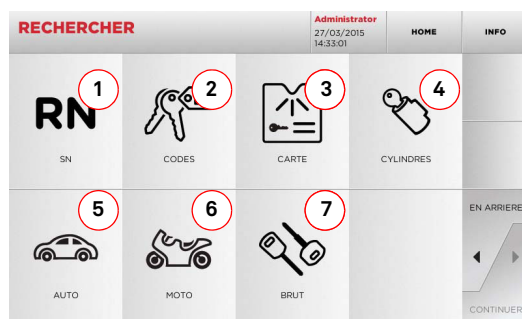 RECHERCHER
Administrator
27/03/2015
14:33:01
HOME
INFO
1
2
3
4
RN
SN
CODES
CARTE
CYLINDRES
5
6
7
EN ARRIERE
AUTO
MOTO
BRUT
CONTINUER